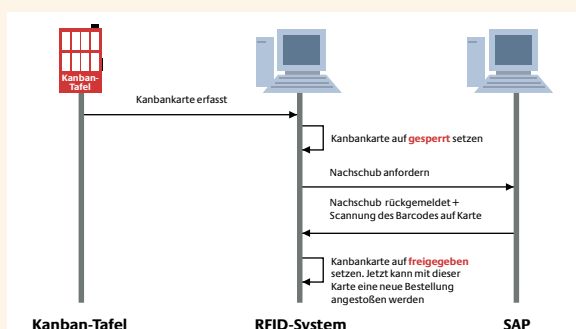 Kanban-
Tafel
Kanbankarte erfasst
Kanbankarte auf gesperrt setzen
Nachschub anfordern
Nachschub rückgemeldet +
Scannung des Barcodes auf Karte
Kanbankarte auf freigegeben
setzen. Jetzt kann mit dieser
Karte eine neue Bestellung
angestoßen werden
Kanban-Tafel
RFID-System
SAP